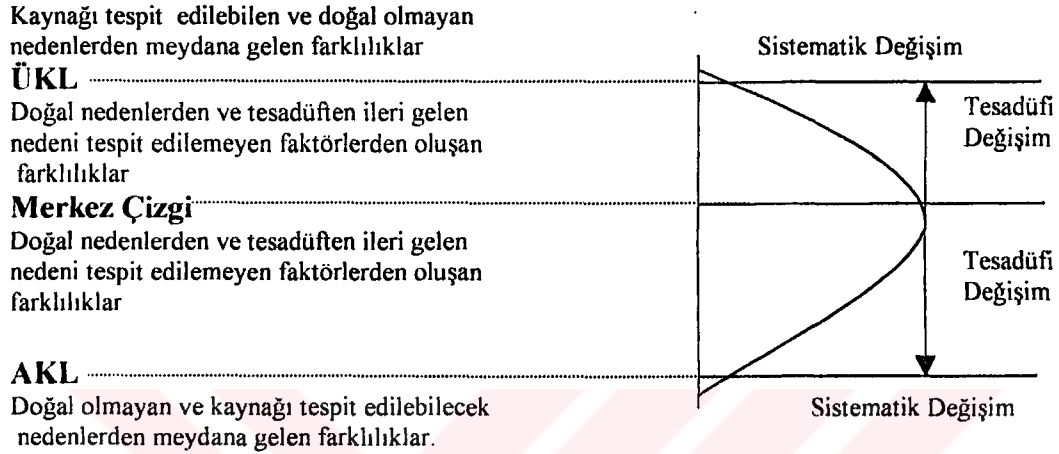 Kaynağı tespit edilebilen ve doğal olmayan
nedenlerden meydana gelen farklılıklar
Sistematik Değişim
ÜKL
Doğal nedenlerden ve tesadüften ileri gelen
nedeni tespit edilemeyen faktörlerden oluşan
farklılıklar
Tesadüfi
Değişim
Merkez Çizgi
Doğal nedenlerden ve tesadüften ileri gelen
nedeni tespit edilemeyen faktörlerden oluşan
farklılıklar
Tesadüfi
Değişim
AKL
Doğal olmayan ve kaynağı tespit edilebilecek
nedenlerden meydana gelen farklılıklar.
Sistematik Değişim